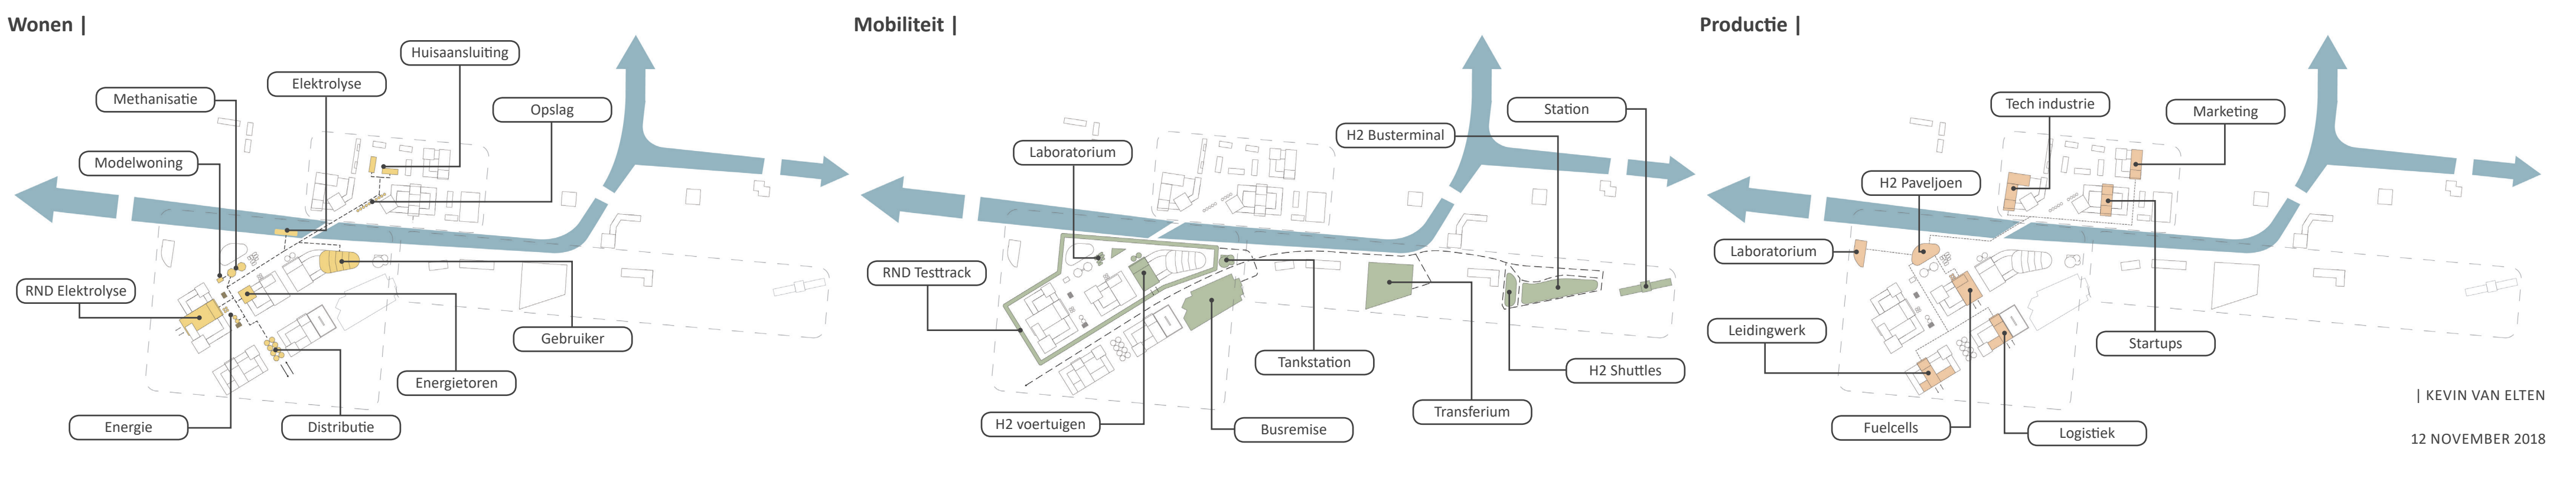 Wonen |
Huisaansluiting
Elektrolyse
Methanisatie
Opslag
Modelwoning
RND Elektrolyse
Gebruiker
Energietoren
Energie
Distributie
Mobiliteit |
Station
H2 Busterminal
Laboratorium
RND Testtrack
Tankstation
H2 Shuttles
Transferium
H2 voertuigen
Busremise
Productie |
Tech industrie
Marketing
H2 Paveljoen
Laboratorium
Leidingwerk
Startups
Fuelcells
Logistiek
| KEVIN VAN ELTEN
12 NOVEMBER 2018